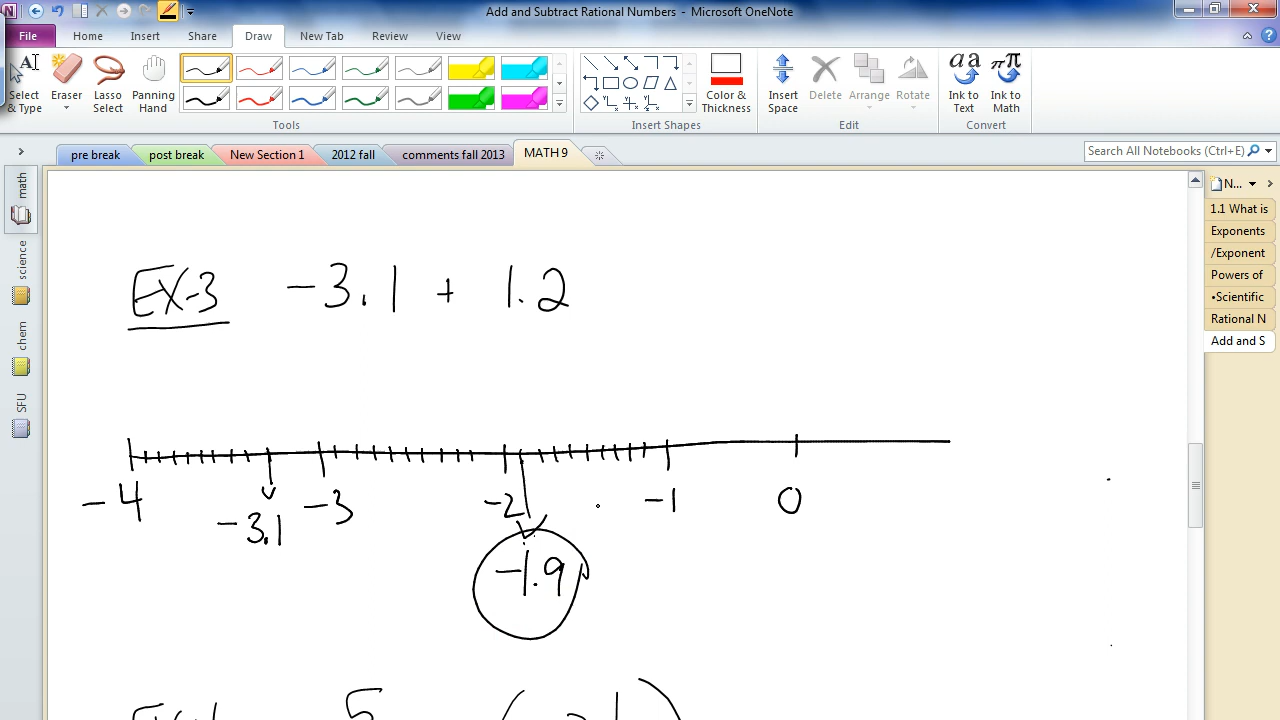 Add and Subtract Rational Numbers - Microsoft OneNote
File Home Insert Share Draw New Tab Review View
Select & Type
Eraser
Lasso Select
Panning Hand
Color & Thickness
Insert Space
Delete
Arrange
Rotate
Ink to Text
Ink to Math
Tools Insert Shapes Edit Convert
pre break post break New Section 1 2012 fall comments fall 2013 MATH 9
Search All Notebooks (Ctrl+E)
N...
1.1 What is
Exponents
/Exponent
Powers of
•Scientific
Rational N
Add and S
math
science
chem
SFU
EX-3 -3.1 + 1.2
-4 -3.1 -3 -2 -1 0
-1.9